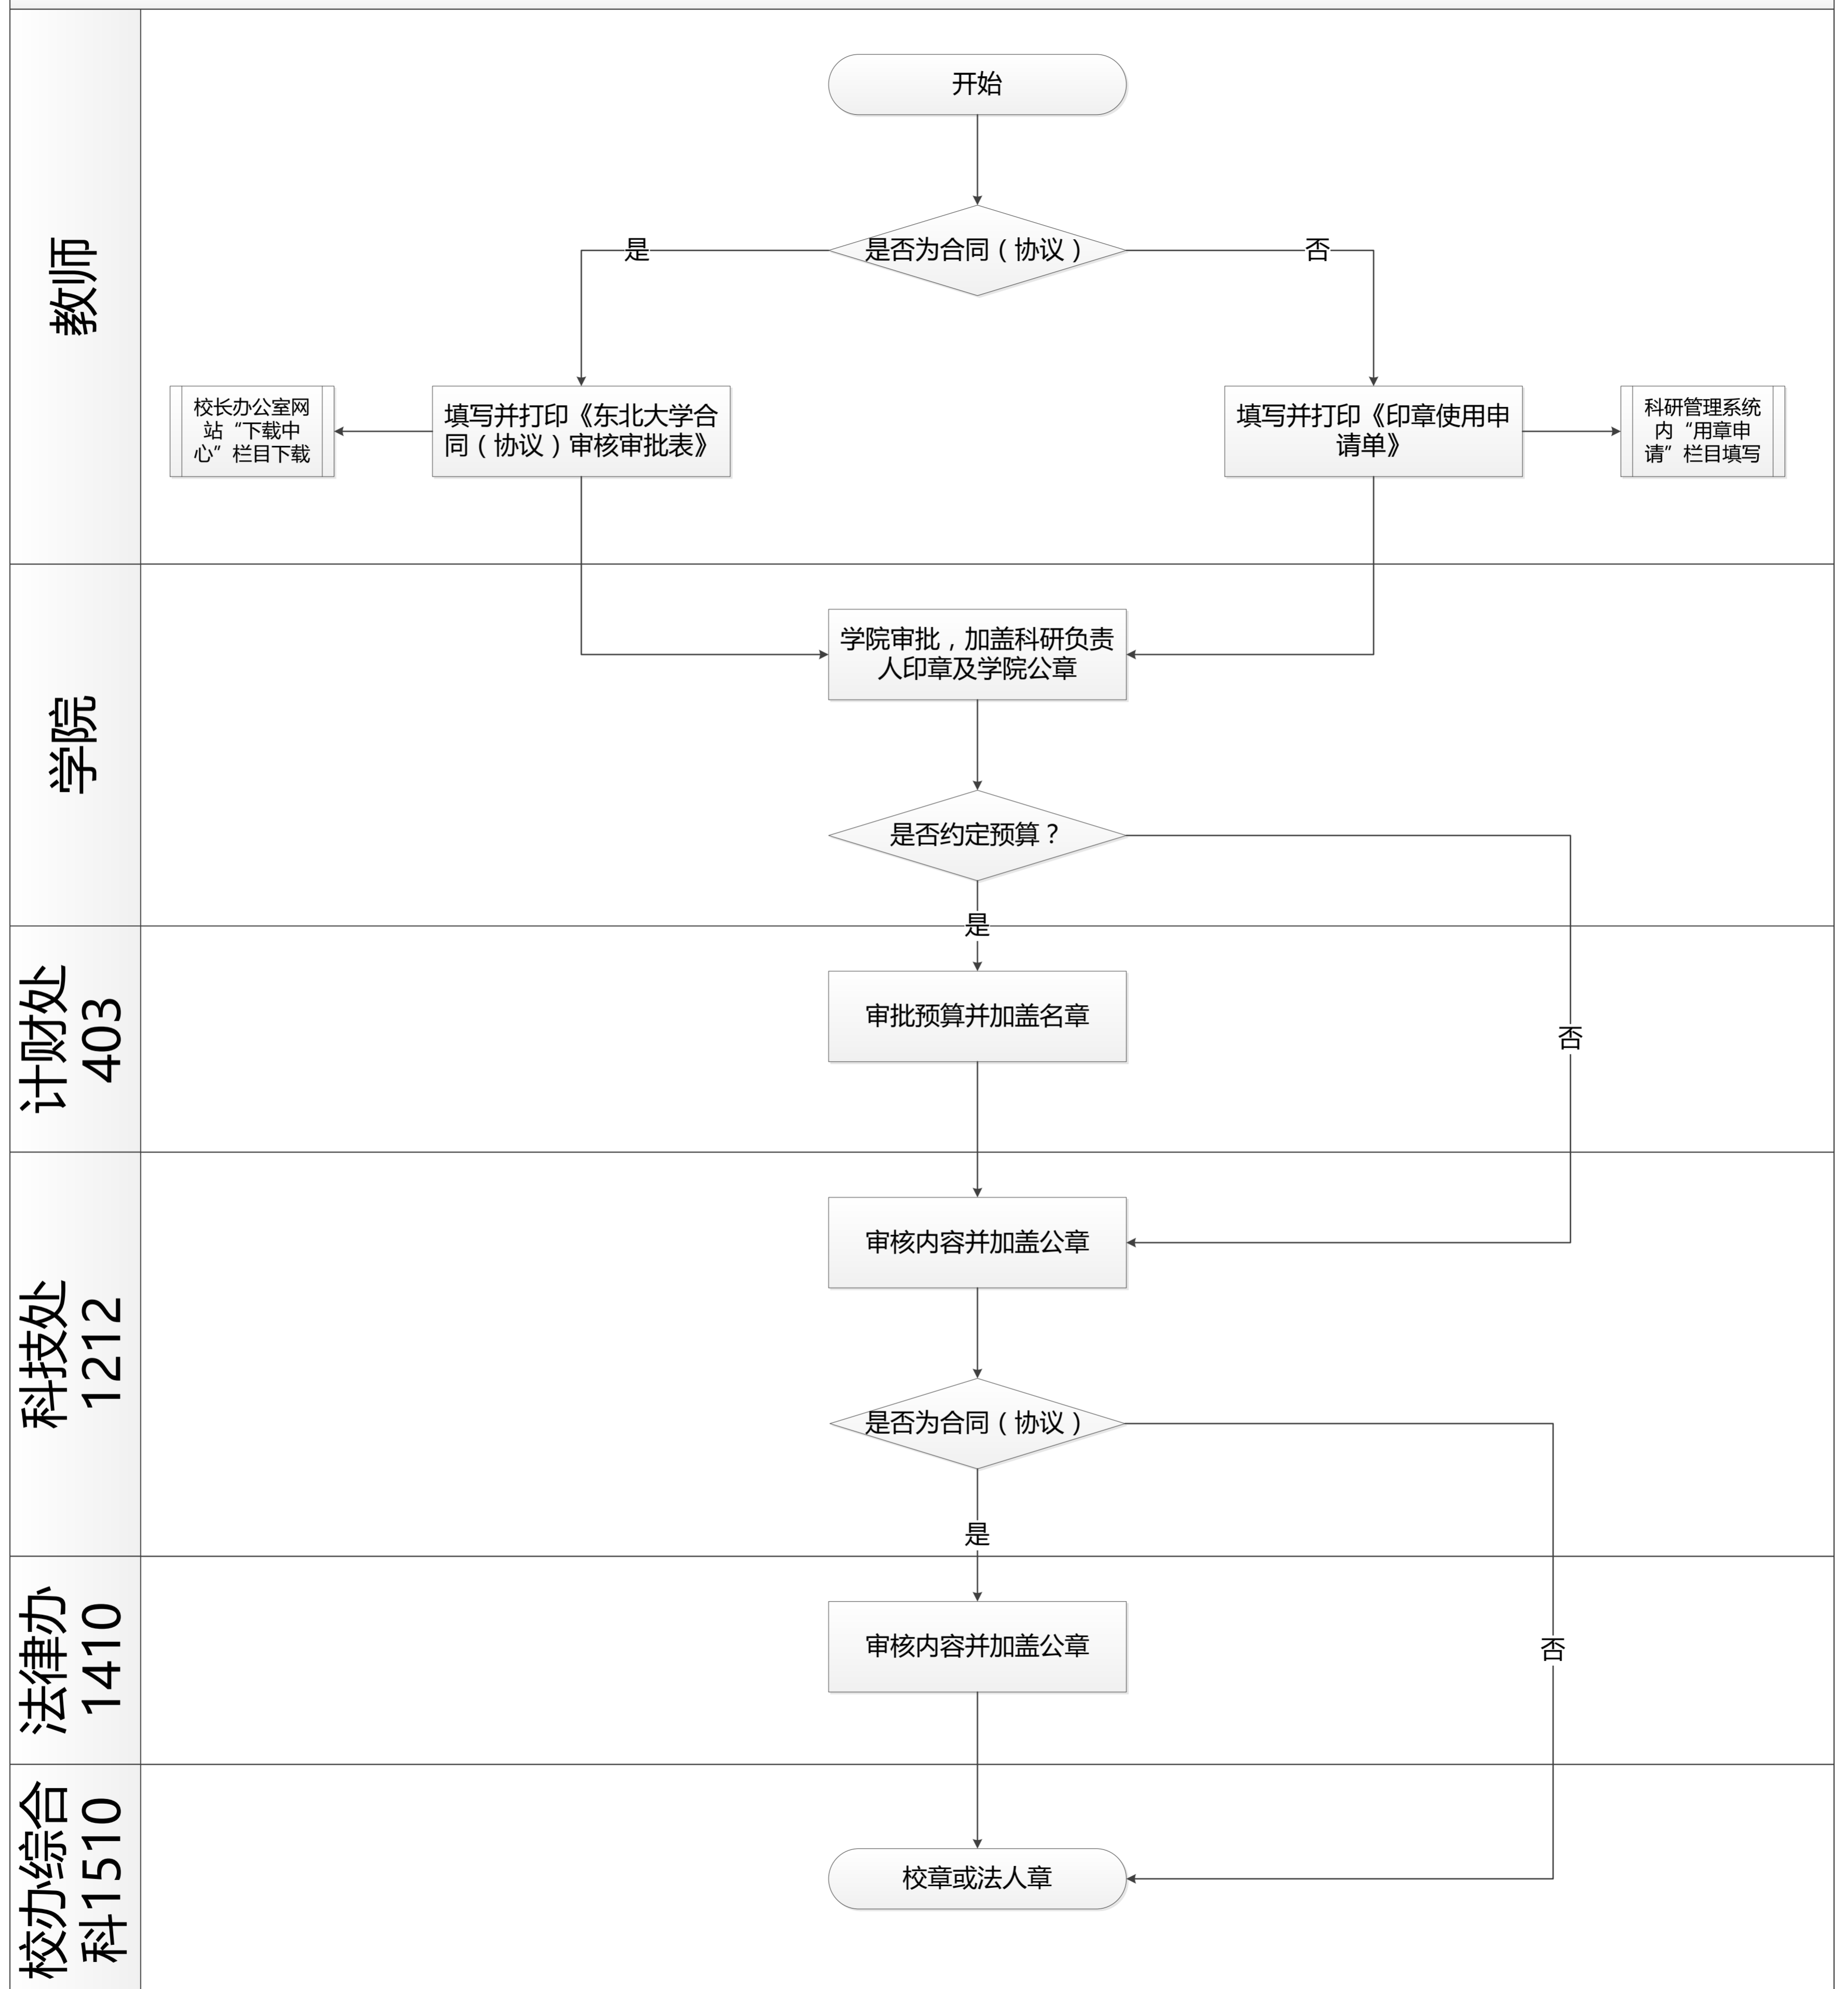 教师
开始
是否为合同（协议）
是
否
校长办公室网
站“下载中
心”栏目下载
填写并打印《东北大学合
同（协议）审核审批表》
填写并打印《印章使用申
请单》
科研管理系统
内“用章申
请”栏目填写
学院
学院审批，加盖科研负责
人印章及学院公章
是否约定预算？
是
否
计财处
403
审批预算并加盖名章
科技处
1212
审核内容并加盖公章
是否为合同（协议）
是
否
法律办
1410
审核内容并加盖公章
校办综合
科1510
校章或法人章